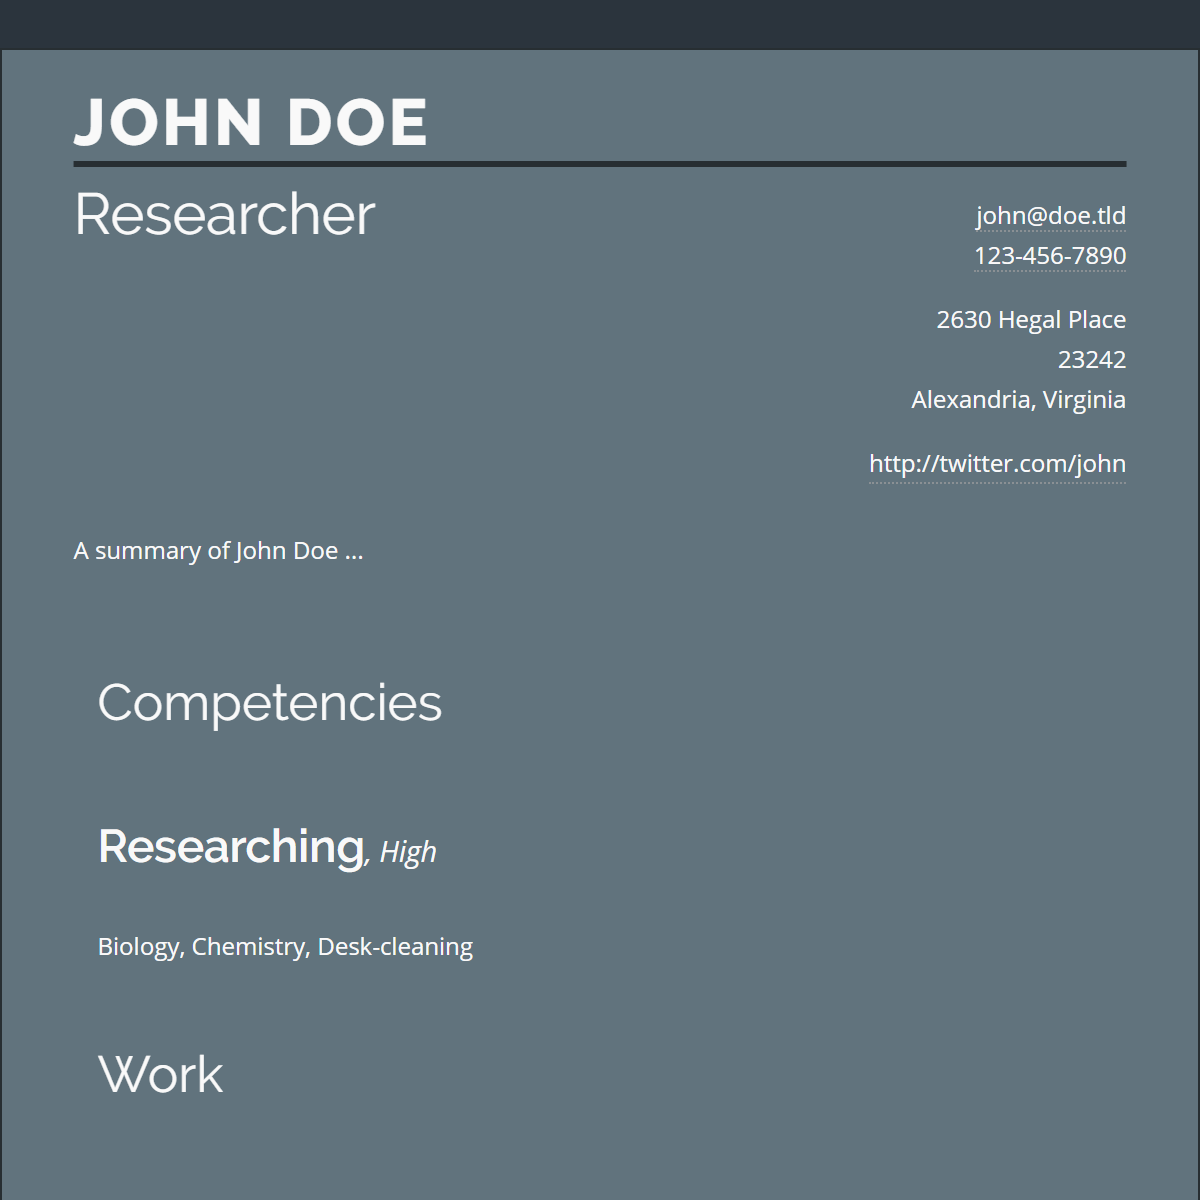 JOHN DOE
Researcher
john@doe.tld
123-456-7890
2630 Hegal Place
23242
Alexandria, Virginia
http://twitter.com/john
A summary of John Doe ...
Competencies
Researching, High
Biology, Chemistry, Desk-cleaning
Work